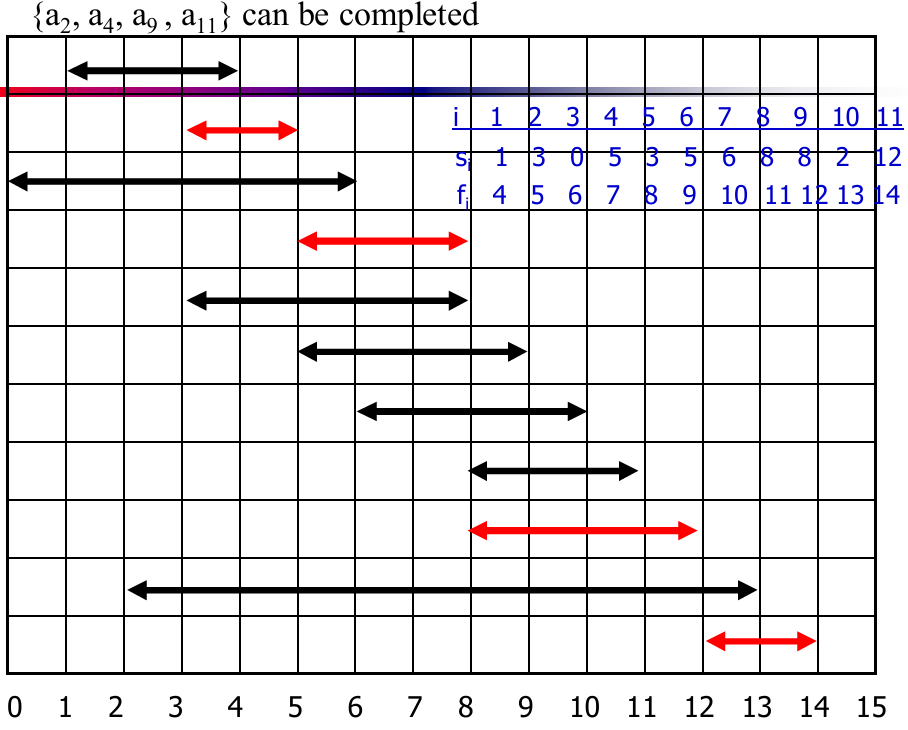 {a2, a4, a9 , a11} can be completed
i 1 2 3 4 5 6 7 8 9 10 11
si 1 3 0 5 3 5 6 8 8 2 12
fi 4 5 6 7 8 9 10 11 12 13 14
0 1 2 3 4 5 6 7 8 9 10 11 12 13 14 15